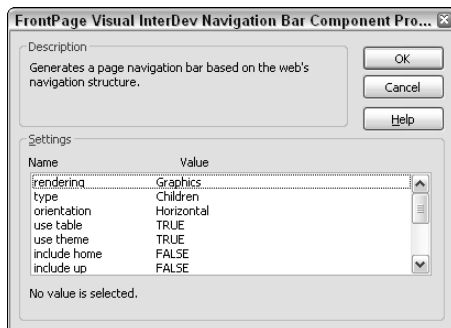 FrontPage Visual InterDev Navigation Bar Component Pro...
Description
Generates a page navigation bar based on the web's
navigation structure.
OK
Cancel
Help
Settings
Name Value
rendering Graphics
type Children
orientation Horizontal
use table TRUE
use theme TRUE
include home FALSE
include up FALSE
No value is selected.